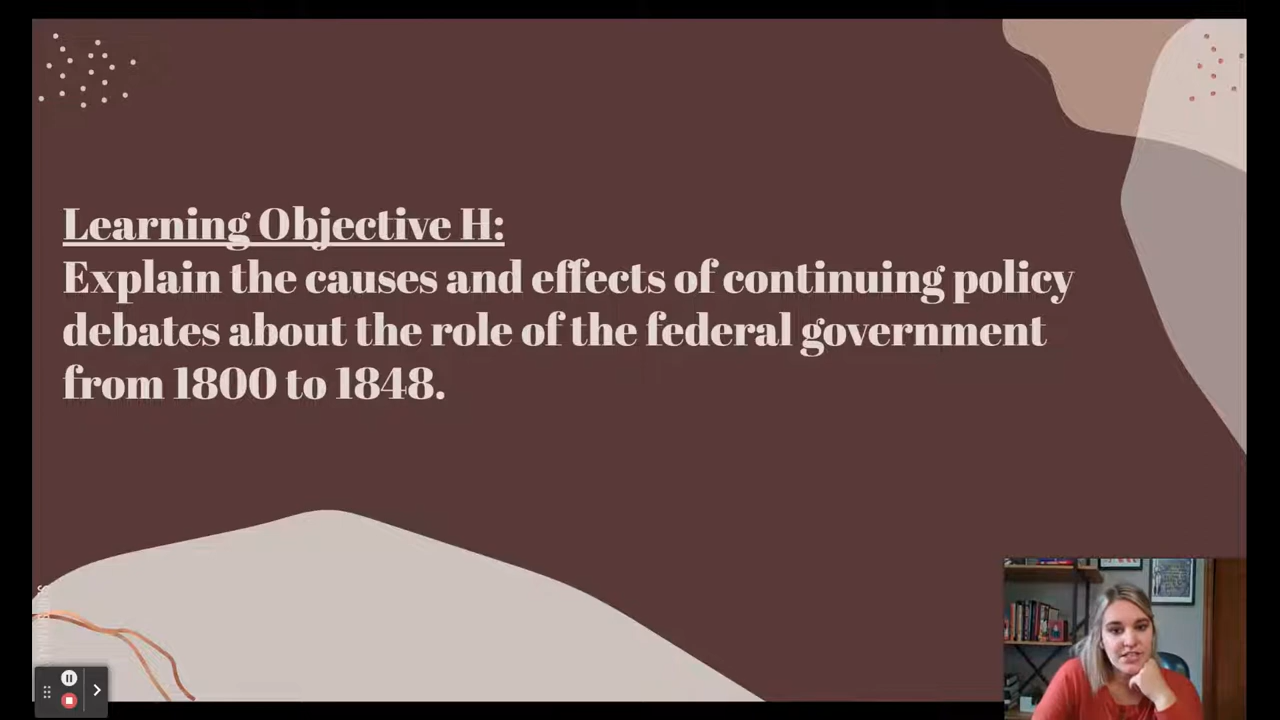 Learning Objective H:
Explain the causes and effects of continuing policy
debates about the role of the federal government
from 1800 to 1848.